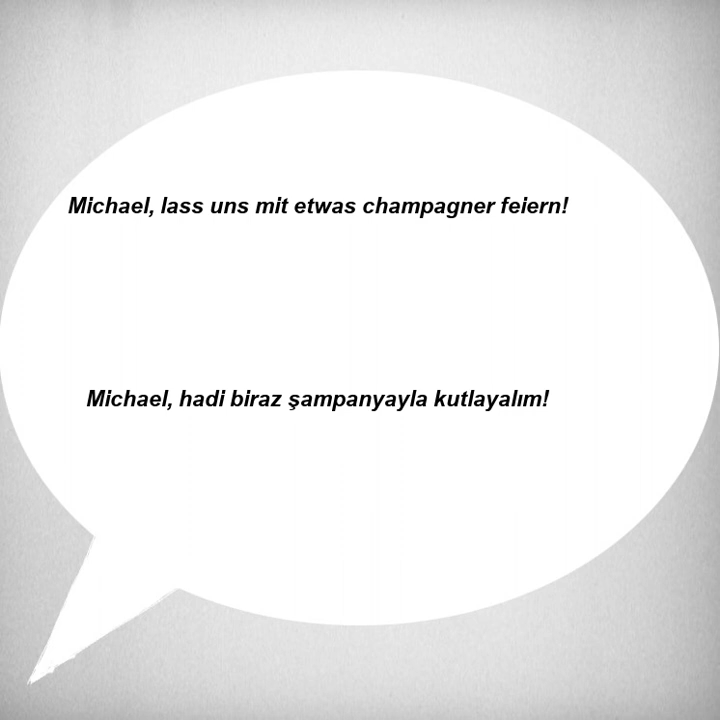 Michael, lass uns mit etwas champagner feiern!
Michael, hadi biraz şampanyayla kutlayalım!